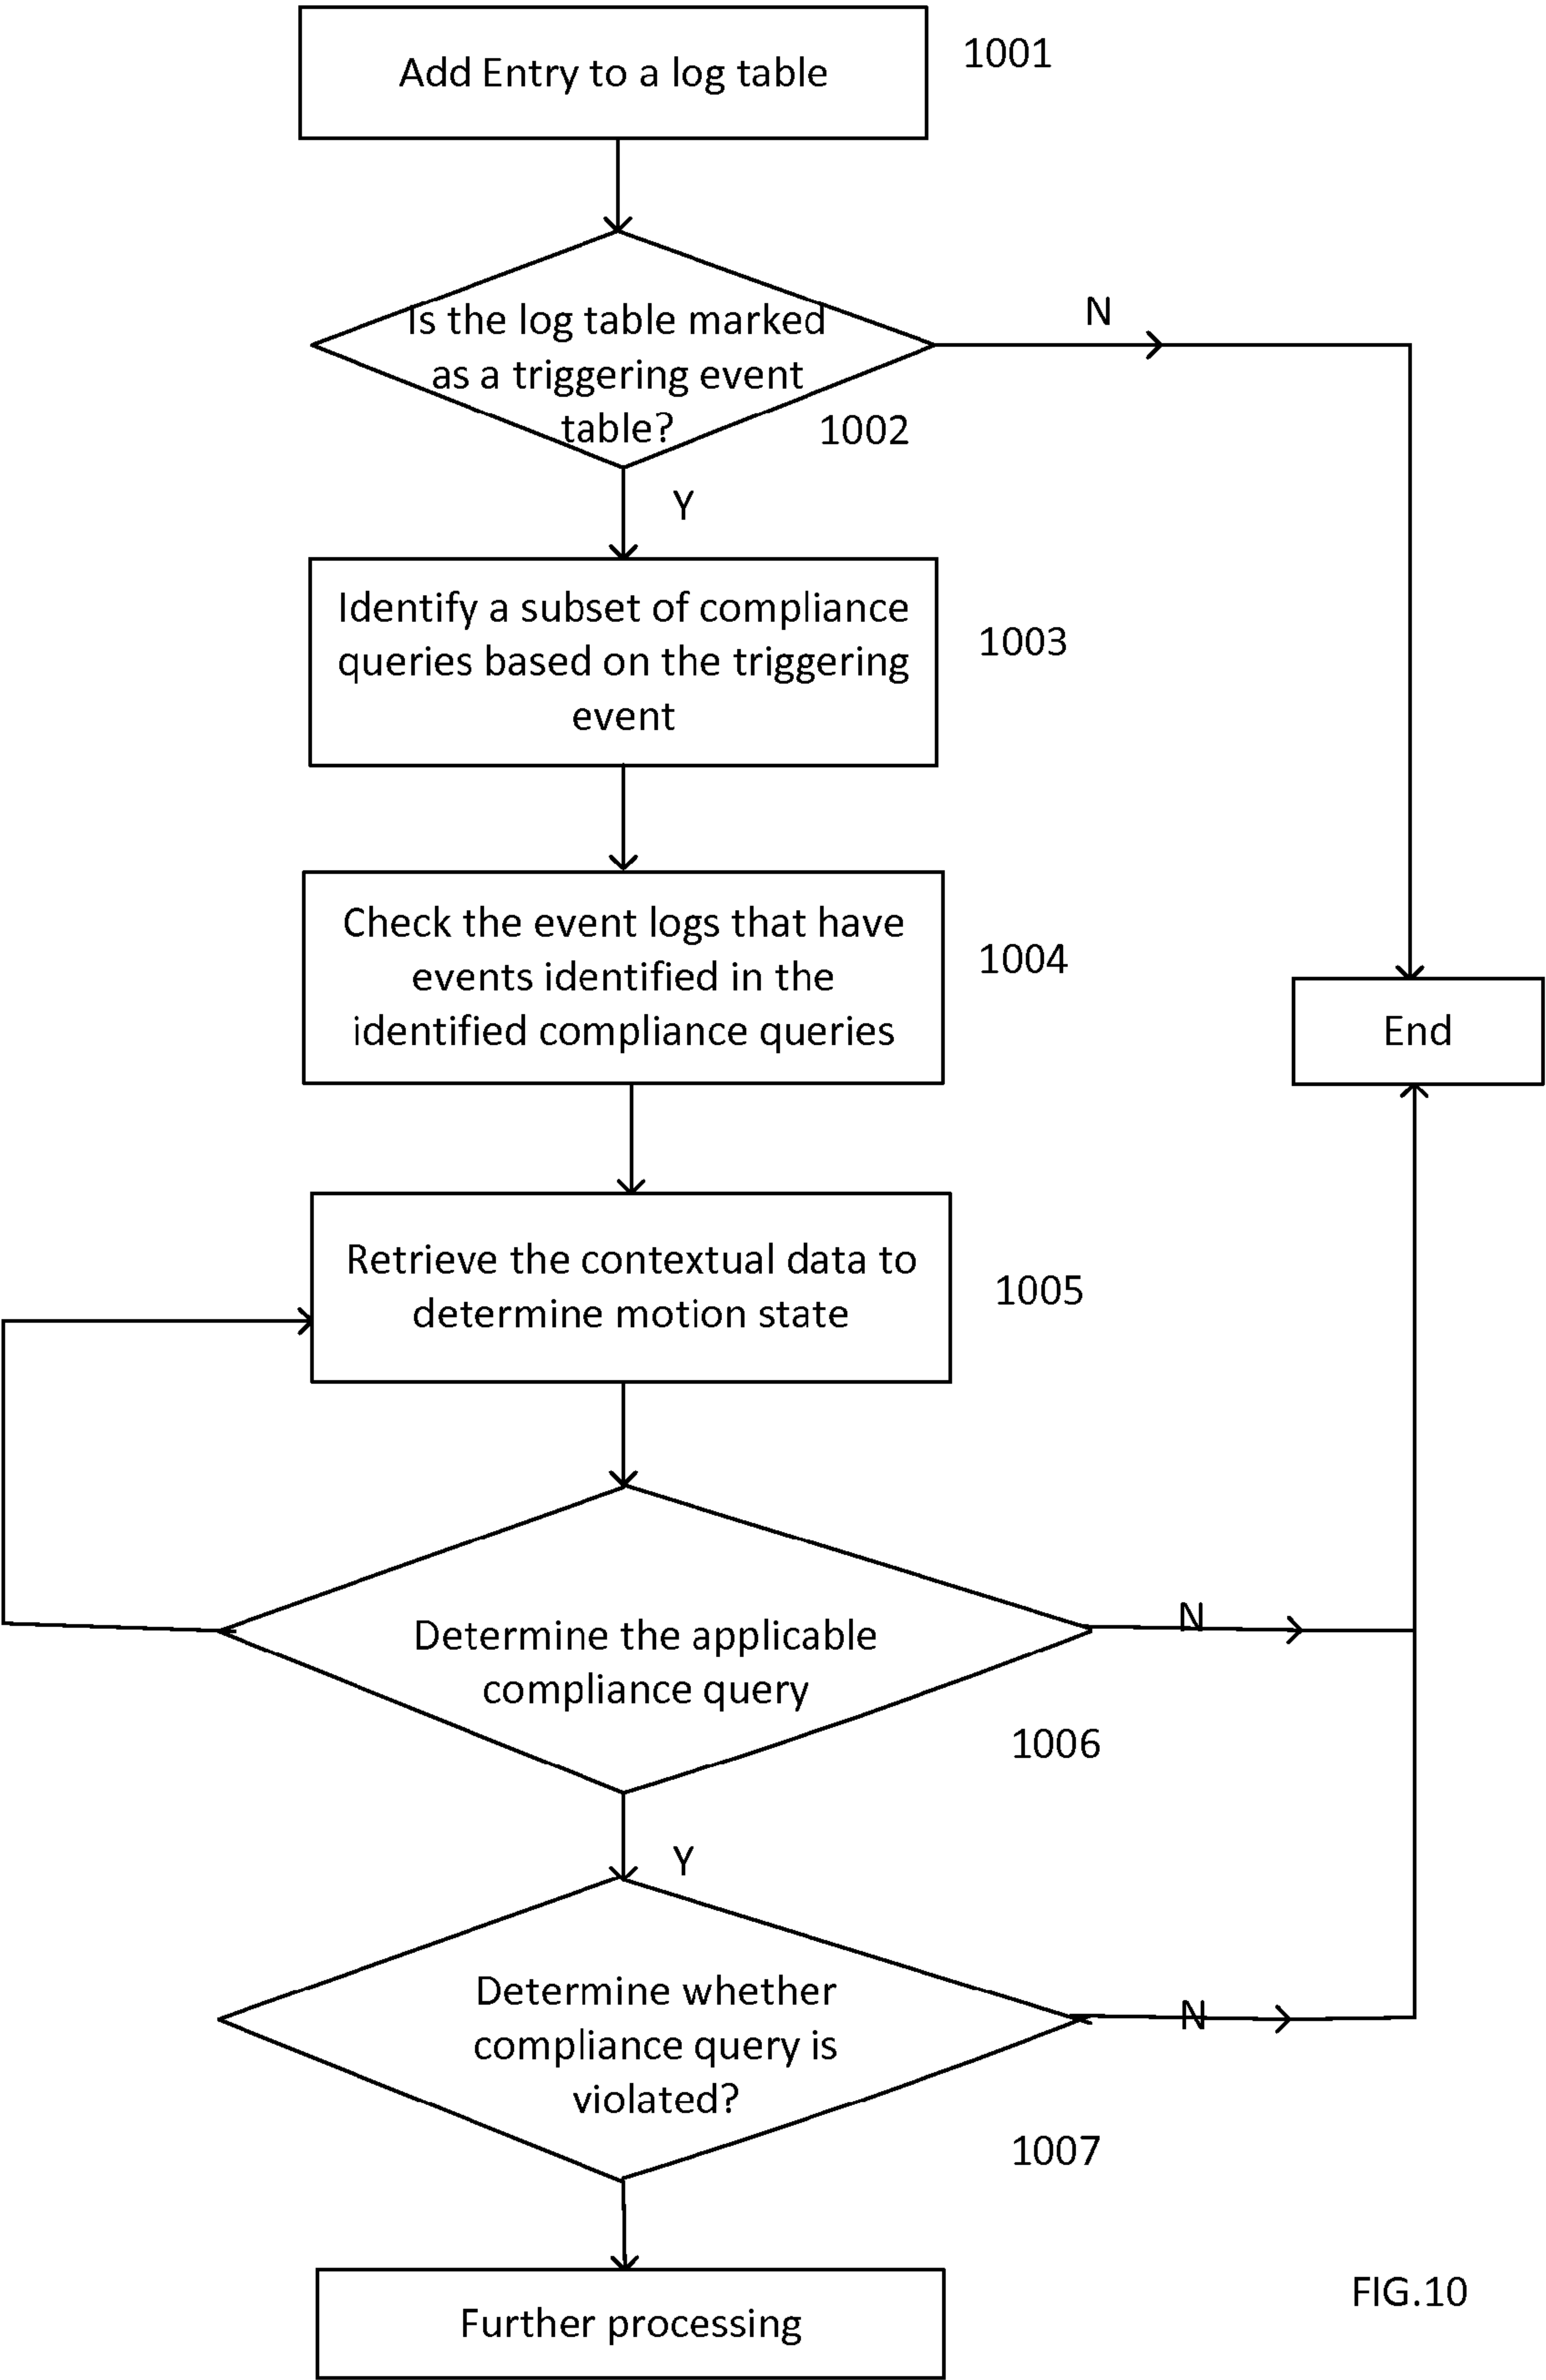 Add Entry to a log table
1001
Is the log table marked
as a triggering event
table?
1002
N
Y
Identify a subset of compliance
queries based on the triggering
event
1003
Check the event logs that have
events identified in the
identified compliance queries
1004
End
Retrieve the contextual data to
determine motion state
1005
Determine the applicable
compliance query
N
1006
Y
Determine whether
compliance query is
violated?
N
1007
Further processing
FIG.10